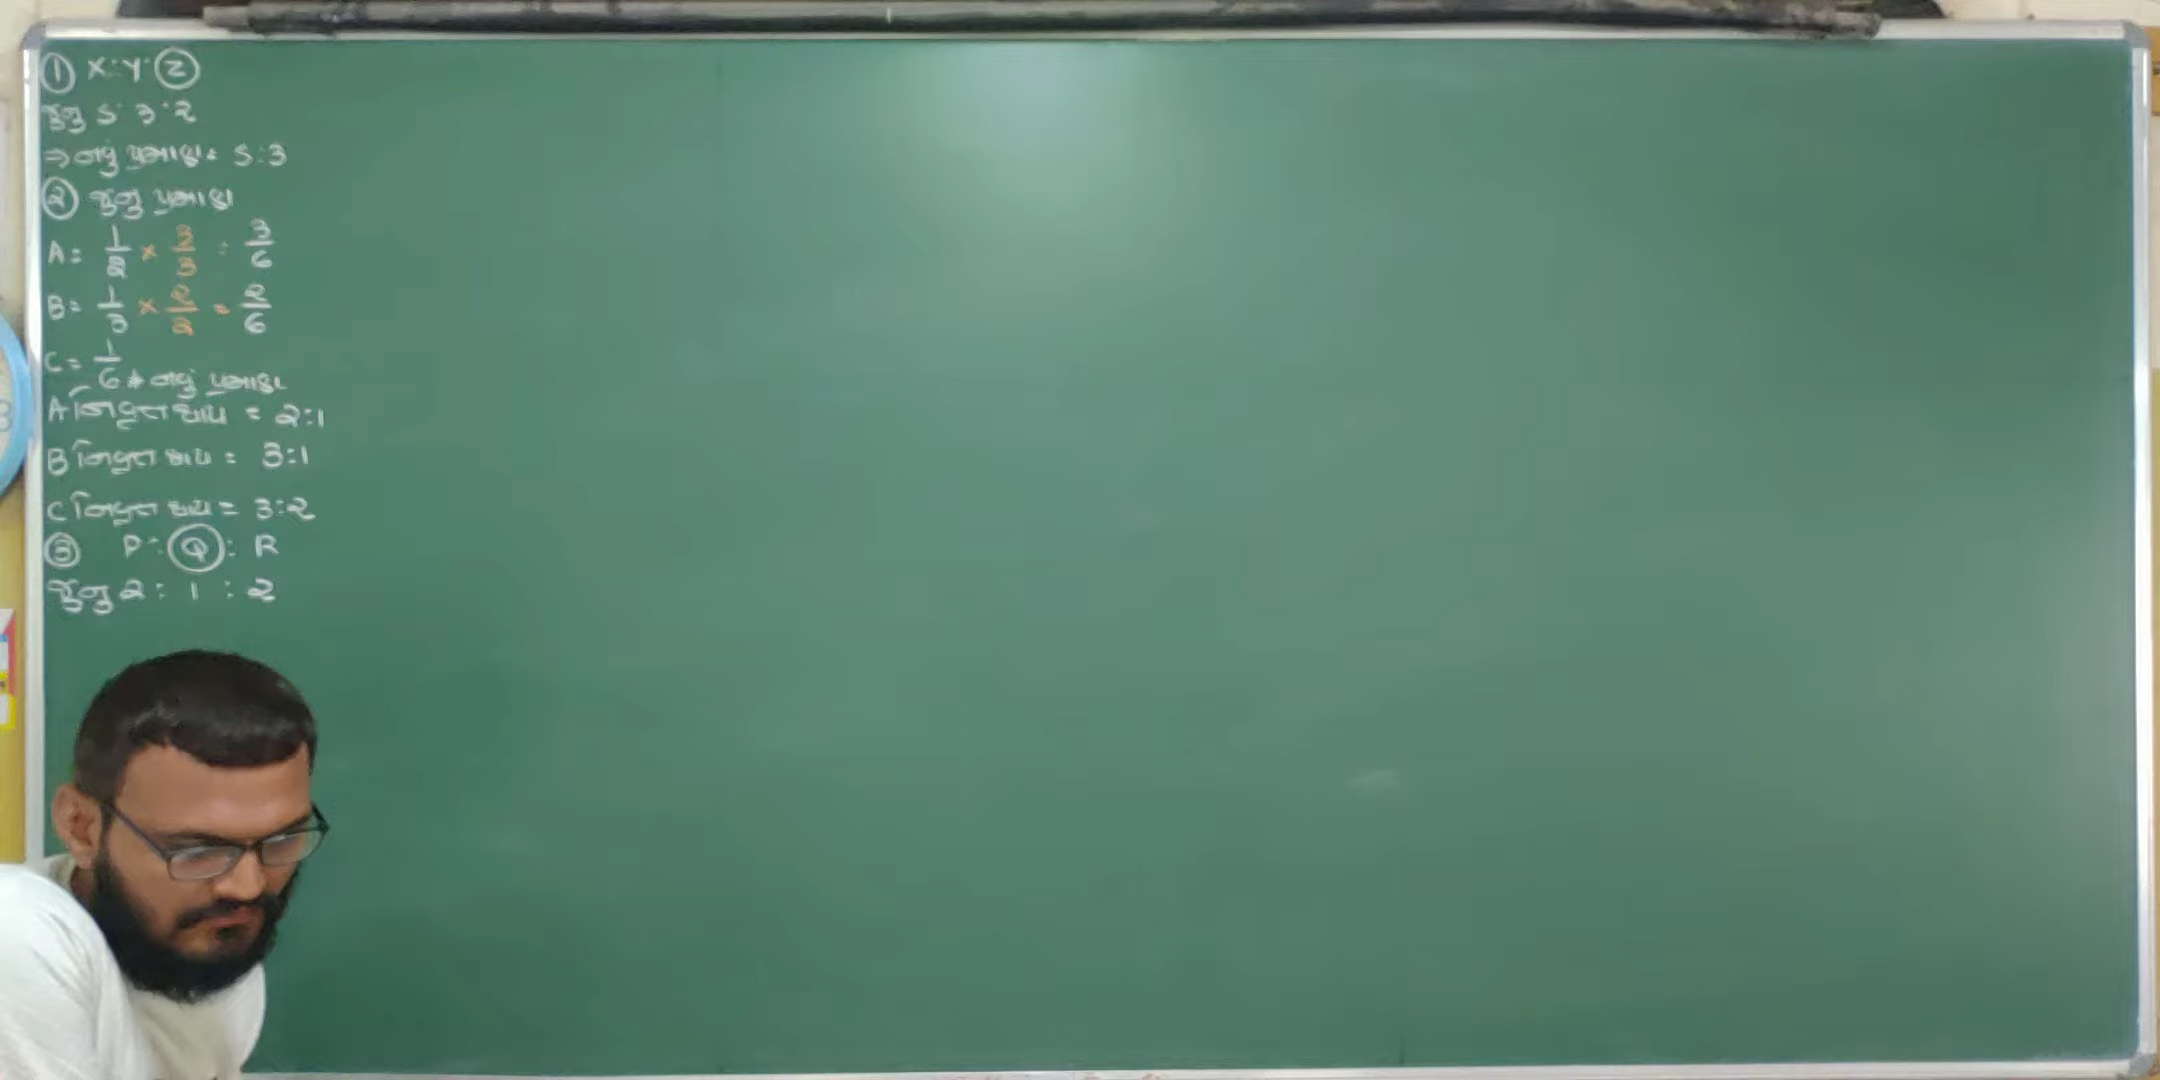 ① X : Y : Z
જુનુ 5 : 3 : 2
⇒ નવું પ્રમાણ = 5:3
② જુનુ પ્રમાણ
A = 1/2 × 3/3 = 3/6
B = 1/3 × 2/2 = 2/6
C = 1/6 ⇒ નવું પ્રમાણ
A નિવૃત્ત થાય = 2:1
B નિવૃત્ત થાય = 3:1
C નિવૃત્ત થાય = 3:2
③ P : Q : R
જુનુ 2 : 1 : 2